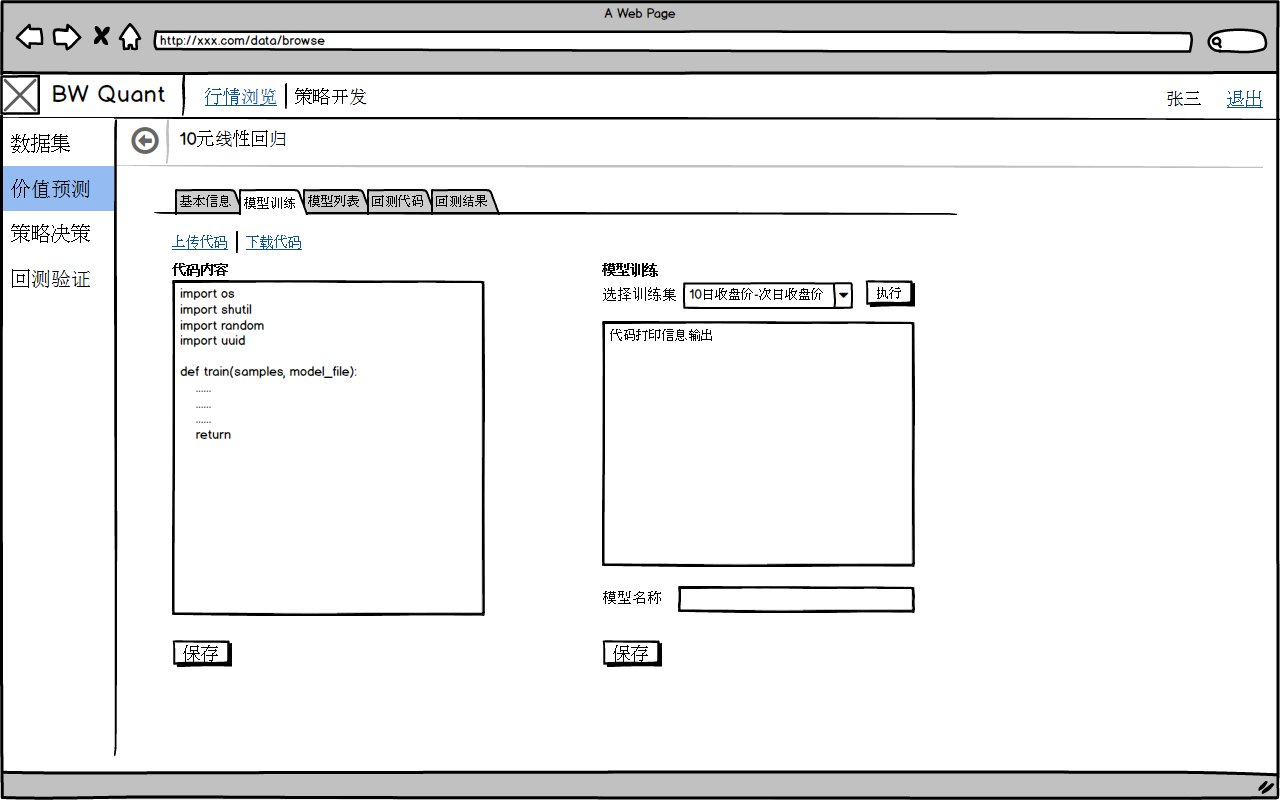 A Web Page
http://xxx.com/data/browse
BW Quant
行情浏览
策略开发
张三
退出
数据集
价值预测
策略决策
回测验证
10元线性回归
基本信息
模型训练
模型列表
回测代码
回测结果
上传代码
下载代码
代码内容
import os
import shutil
import random
import uuid
def train(samples, model_file):
......
......
......
return
保存
模型训练
选择训练集
10日收盘价-次日收盘价
执行
代码打印信息输出
模型名称
保存